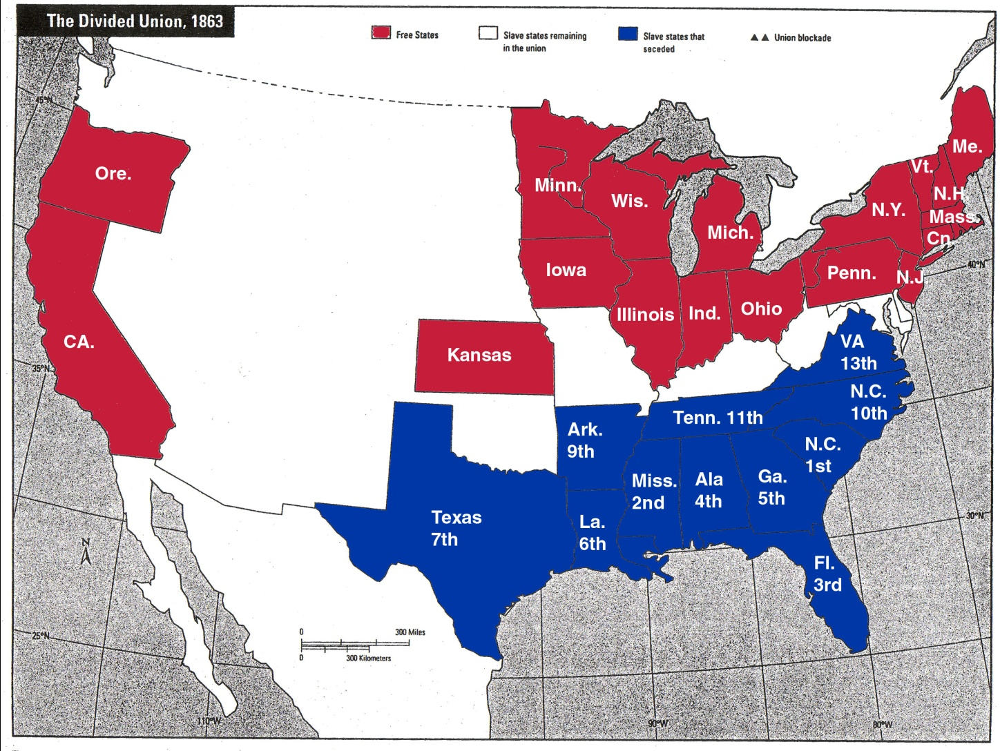 The Divided Union, 1863
Free States
Slave states remaining
in the union
Slave states that
seceded
Union blockade
45°N
Ore.
Minn.
Wis.
Mich.
Me.
Vt.
N.H.
N.Y.
Mass.
Cn.
40°N
Iowa
Penn.
N.J
Illinois
Ind.
Ohio
CA.
Kansas
VA
13th
35°N
N.C.
10th
Tenn. 11th
Ark.
9th
N.C.
1st
Miss.
2nd
Ala
4th
Ga.
5th
Texas
7th
La.
6th
30°N
N
Fl.
3rd
25°N
0
300 Miles
0
300 Kilometers
110°W
90°W
80°W